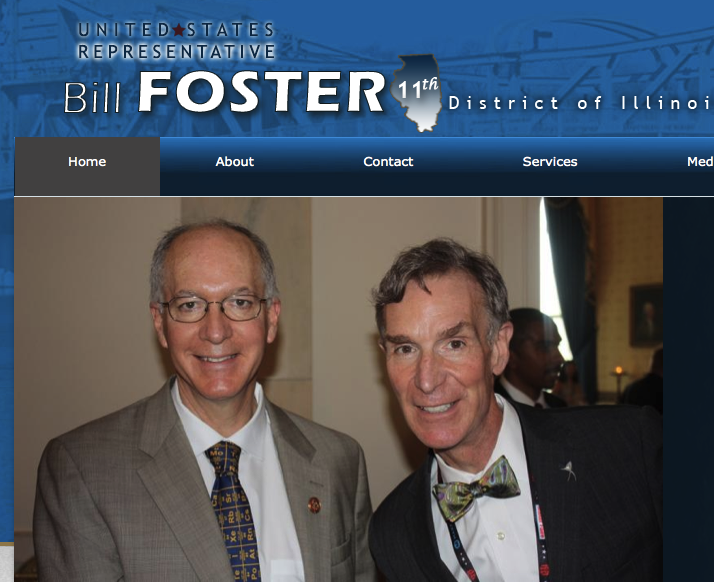 UNITED STATES
REPRESENTATIVE
Bill FOSTER 11th District of Illinoi
Home About Contact Services Med